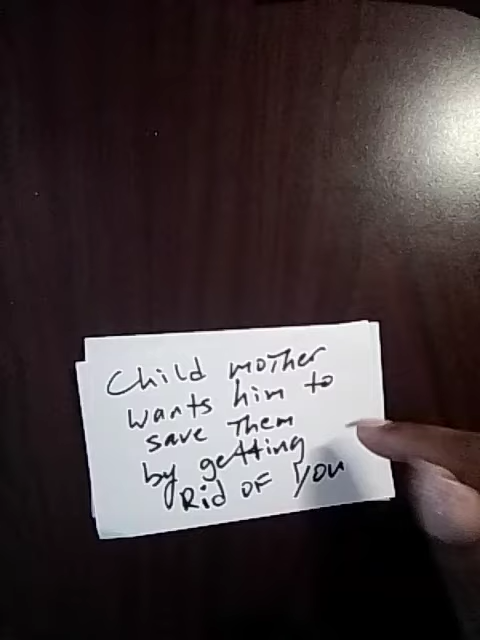 Child mother
wants him to
save Them
by getting
Rid of You